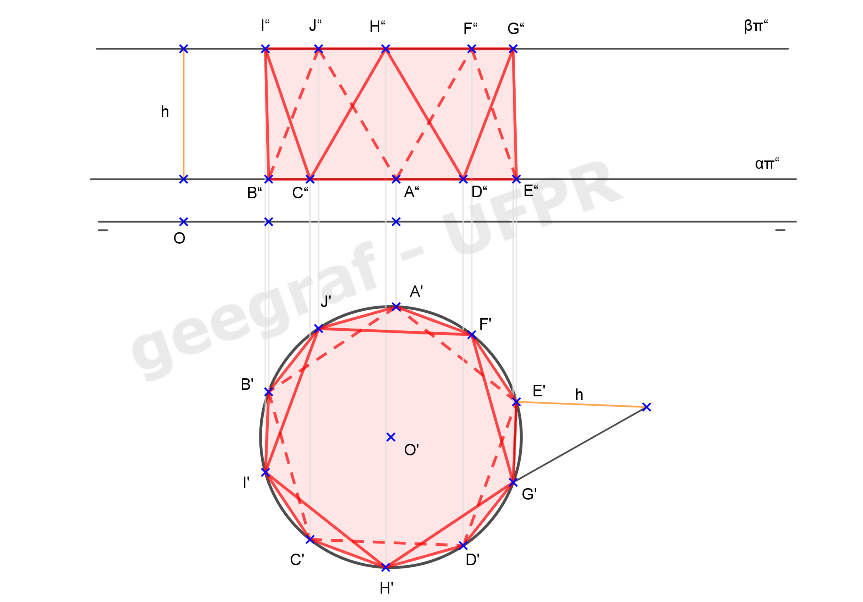 I“ J“ H“ F“ G“ βπ“
h
απ“
B“ C“ A“ D“ E“
O
geegraf - UFPR
J' A' F'
B' E' h
O'
I' G'
C' D'
H'